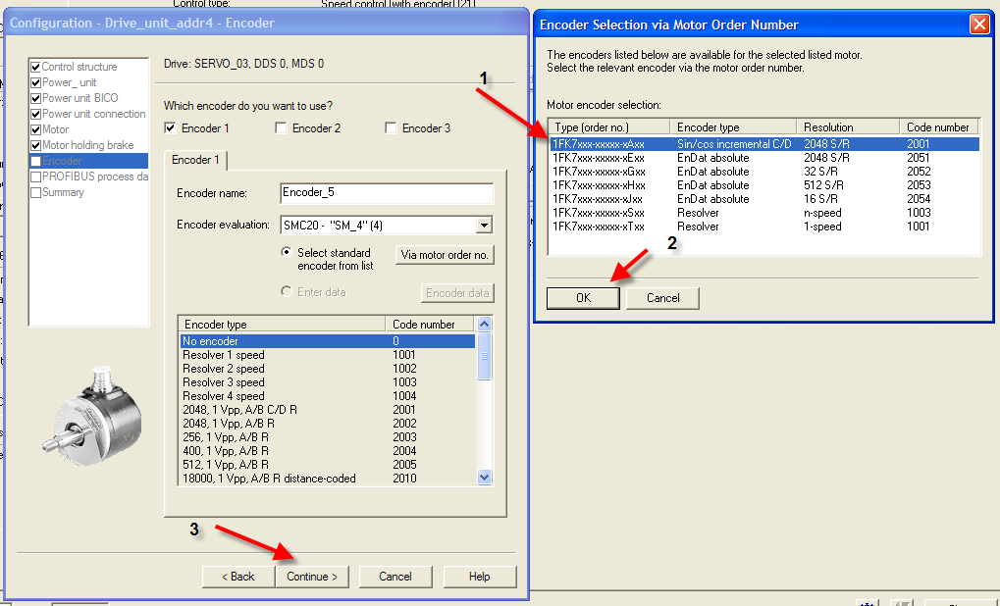 Control type: Speed control [with encoder] [21]
Configuration - Drive_unit_addr4 - Encoder
Control structure
Power_ unit
Power unit BICO
Power unit connection
Motor
Motor holding brake
Encoder
PROFIBUS process da
Summary
Drive: SERVO_03, DDS 0, MDS 0
Which encoder do you want to use?
Encoder 1 Encoder 2 Encoder 3
Encoder 1
Encoder name: Encoder_5
Encoder evaluation: SMC20 - "SM_4" (4)
Select standard
encoder from list
Via motor order no.
Enter data
Encoder data
Encoder type Code number
No encoder 0
Resolver 1 speed 1001
Resolver 2 speed 1002
Resolver 3 speed 1003
Resolver 4 speed 1004
2048, 1 Vpp, A/B C/D R 2001
2048, 1 Vpp, A/B R 2002
256, 1 Vpp, A/B R 2003
400, 1 Vpp, A/B R 2004
512, 1 Vpp, A/B R 2005
18000, 1 Vpp, A/B R distance-coded 2010
3
< Back Continue > Cancel Help
Encoder Selection via Motor Order Number
The encoders listed below are available for the selected listed motor.
Select the relevant encoder via the motor order number.
1
Motor encoder selection:
Type (order no.) Encoder type Resolution Code number
1FK7xxx-xxxxx-xAxx Sin/cos incremental C/D 2048 S/R 2001
1FK7xxx-xxxxx-xExx EnDat absolute 2048 S/R 2051
1FK7xxx-xxxxx-xGxx EnDat absolute 32 S/R 2052
1FK7xxx-xxxxx-xHxx EnDat absolute 512 S/R 2053
1FK7xxx-xxxxx-xJxx EnDat absolute 16 S/R 2054
1FK7xxx-xxxxx-xSxx Resolver n-speed 1003
1FK7xxx-xxxxx-xTxx Resolver 1-speed 1001
2
OK Cancel